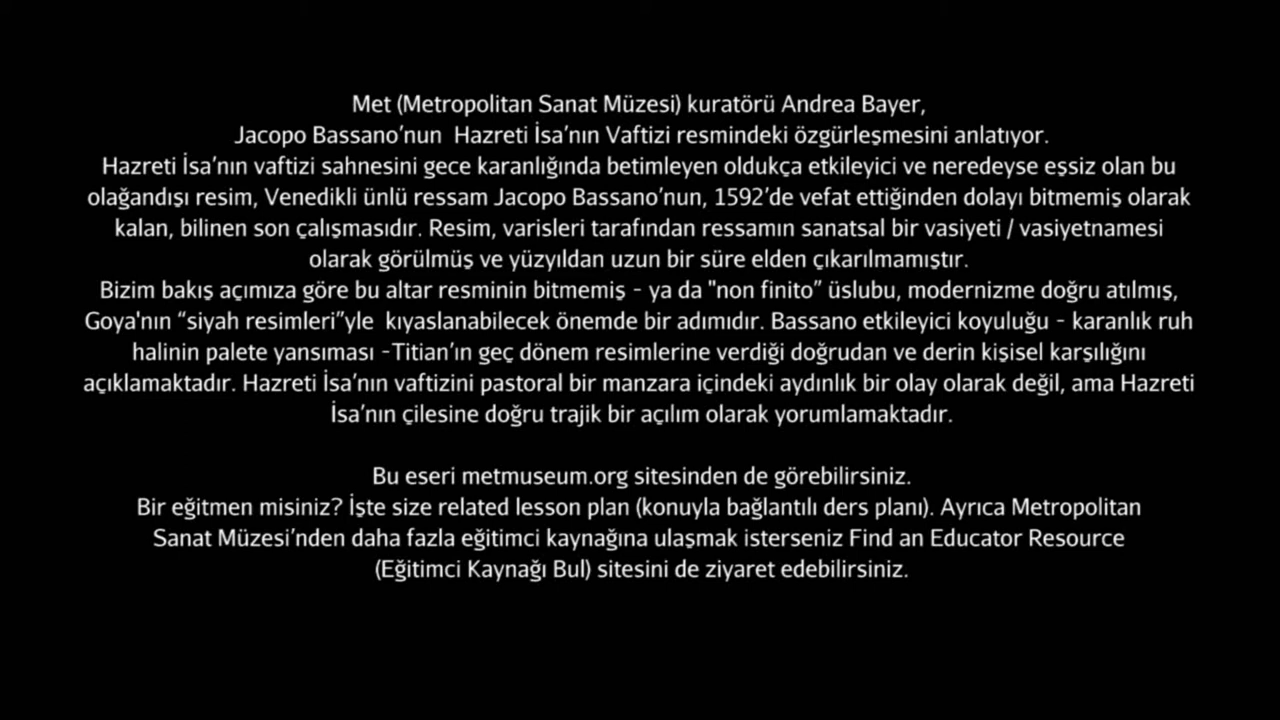 Met (Metropolitan Sanat Müzesi) kuratörü Andrea Bayer,
Jacopo Bassano’nun  Hazreti İsa’nın Vaftizi resmindeki özgürleşmesini anlatıyor.
Hazreti İsa’nın vaftizi sahnesini gece karanlığında betimleyen oldukça etkileyici ve neredeyse eşsiz olan bu
olağandışı resim, Venedikli ünlü ressam Jacopo Bassano’nun, 1592’de vefat ettiğinden dolayı bitmemiş olarak
kalan, bilinen son çalışmasıdır. Resim, varisleri tarafından ressamın sanatsal bir vasiyeti / vasiyetnamesi
olarak görülmüş ve yüzyıldan uzun bir süre elden çıkarılmamıştır.
Bizim bakış açımıza göre bu altar resminin bitmemiş - ya da "non finito” üslubu, modernizme doğru atılmış,
Goya'nın “siyah resimleri”yle  kıyaslanabilecek önemde bir adımıdır. Bassano etkileyici koyuluğu - karanlık ruh
halinin palete yansıması -Titian’ın geç dönem resimlerine verdiği doğrudan ve derin kişisel karşılığını
açıklamaktadır. Hazreti İsa’nın vaftizini pastoral bir manzara içindeki aydınlık bir olay olarak değil, ama Hazreti
İsa’nın çilesine doğru trajik bir açılım olarak yorumlamaktadır.
Bu eseri metmuseum.org sitesinden de görebilirsiniz.
Bir eğitmen misiniz? İşte size related lesson plan (konuyla bağlantılı ders planı). Ayrıca Metropolitan
Sanat Müzesi’nden daha fazla eğitimci kaynağına ulaşmak isterseniz Find an Educator Resource
(Eğitimci Kaynağı Bul) sitesini de ziyaret edebilirsiniz.